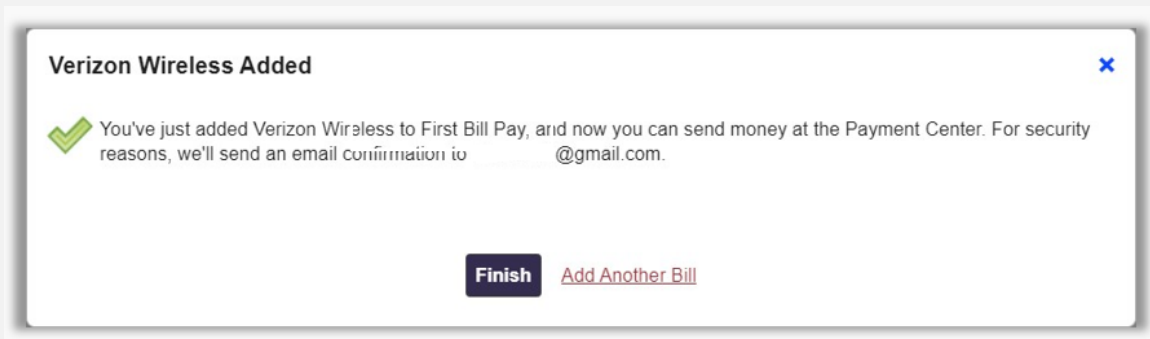 Verizon Wireless Added
You've just added Verizon Wireless to First Bill Pay, and now you can send money at the Payment Center. For security
reasons, we'll send an email confirmation to @gmail.com.
Finish Add Another Bill